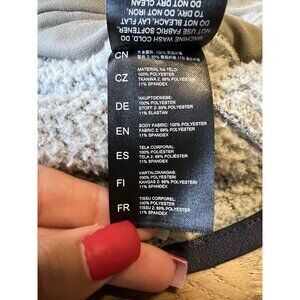 MACHINE WASH COLD, DO
NOT USE FABRIC SOFTENER,
DO NOT BLEACH, LAY FLAT
TO DRY, DO NOT IRON,
DO NOT DRY CLEAN
CN
CZ
MATERIÁL NA TĚLO:
100% POLYESTER
TKANINA 2: 89% POLYESTER
11% SPANDEX
DE
HAUPTGEWEBE:
100% POLYESTER
STOFF 2: 89% POLYESTER
11% ELASTAN
EN
BODY FABRIC: 100%
POLYESTER
FABRIC 2: 89% POLYESTER
11% SPANDEX
ES
TELA CORPORAL:
100% POLIÉSTER
TELA 2: 89% POLIÉSTER
11% SPANDEX
FI
VARTALOKANGAS:
100% POLYESTERI
KANGAS 2: 89% POLYESTERI
11% SPANDEX
FR
TISSU CORPOREL:
100% POLYESTER
TISSU 2: 89% POLYESTER
11% SPANDEX